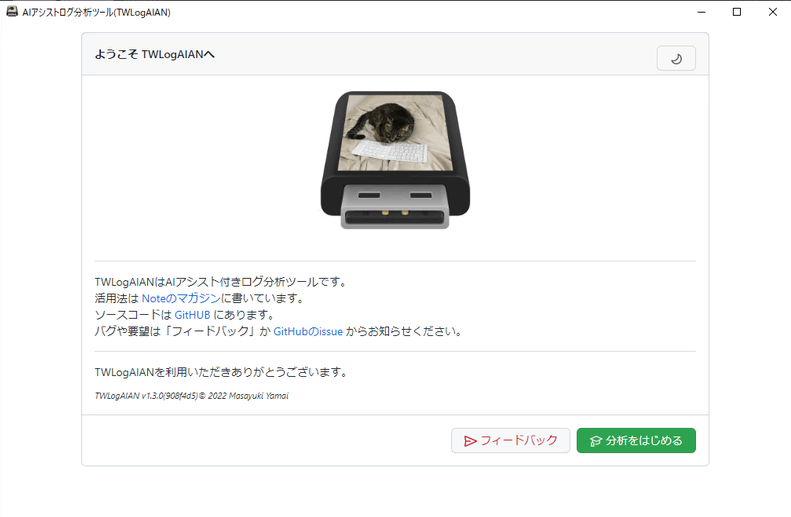 AIアシストログ分析ツール(TWLogAIAN)
ようこそ TWLogAIANへ
TWLogAIANはAIアシスト付きログ分析ツールです。
活用法は Noteのマガジンに書いています。
ソースコードは GitHUB にあります。
バグや要望は「フィードバック」か GitHubのissue からお知らせください。
TWLogAIANを利用いただきありがとうございます。
TWLogAIAN v1.3.0(908f4d5)© 2022 Masayuki Yamai
フィードバック
分析をはじめる